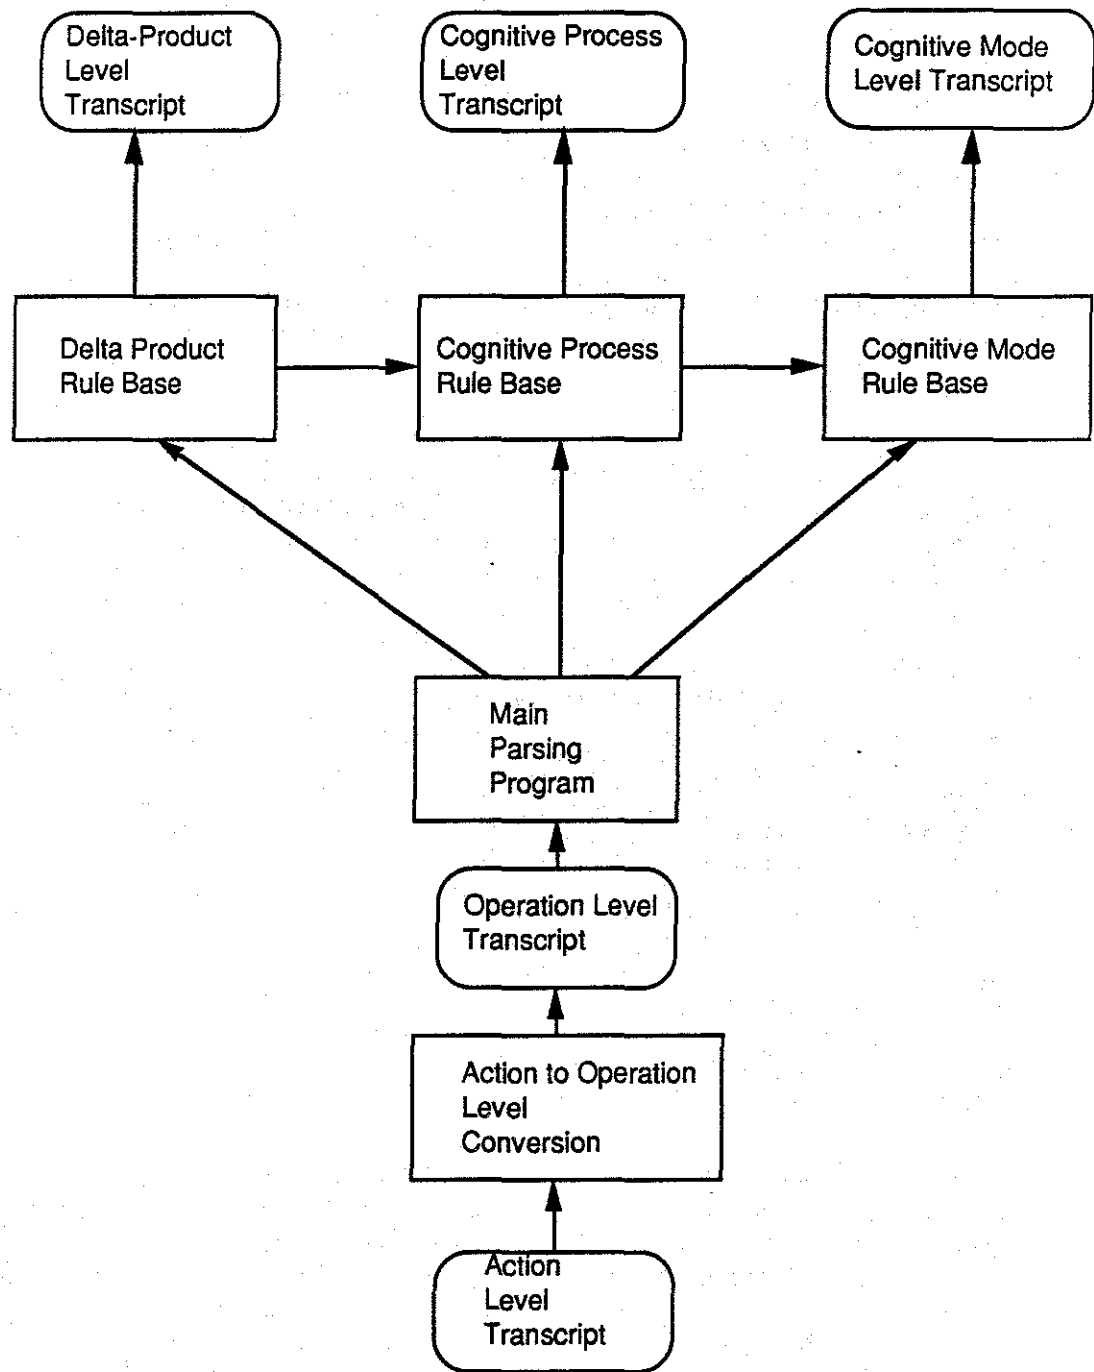 Delta-Product
Level
Transcript
Cognitive Process
Level
Transcript
Cognitive Mode
Level Transcript
Delta Product
Rule Base
Cognitive Process
Rule Base
Cognitive Mode
Rule Base
Main
Parsing
Program
Operation Level
Transcript
Action to Operation
Level
Conversion
Action
Level
Transcript